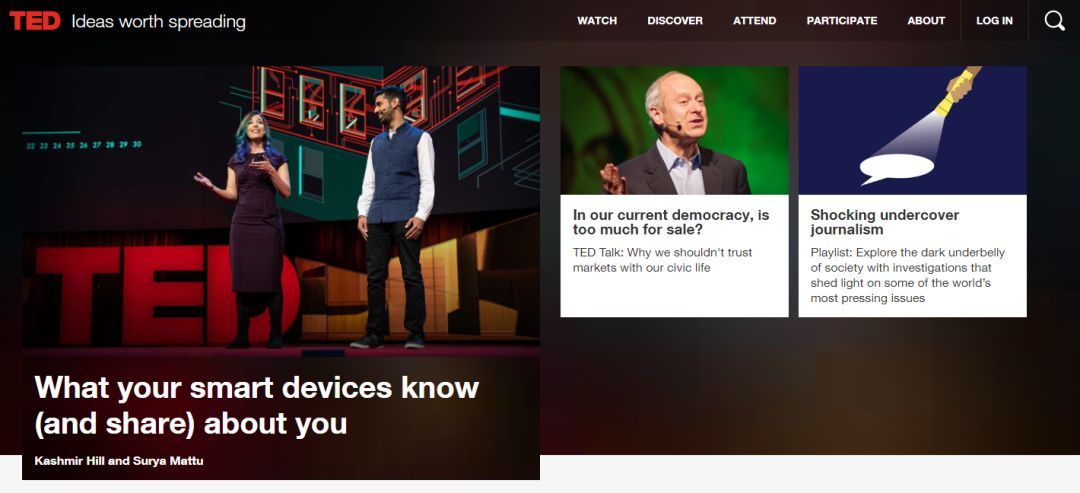 TED Ideas worth spreading
WATCH DISCOVER ATTEND PARTICIPATE ABOUT LOG IN
22 23 24 25 26 27 28 29 30
TED
What your smart devices know
(and share) about you
Kashmir Hill and Surya Mattu
In our current democracy, is
too much for sale?
TED Talk: Why we shouldn't trust
markets with our civic life
Shocking undercover
journalism
Playlist: Explore the dark underbelly
of society with investigations that
shed light on some of the world's
most pressing issues